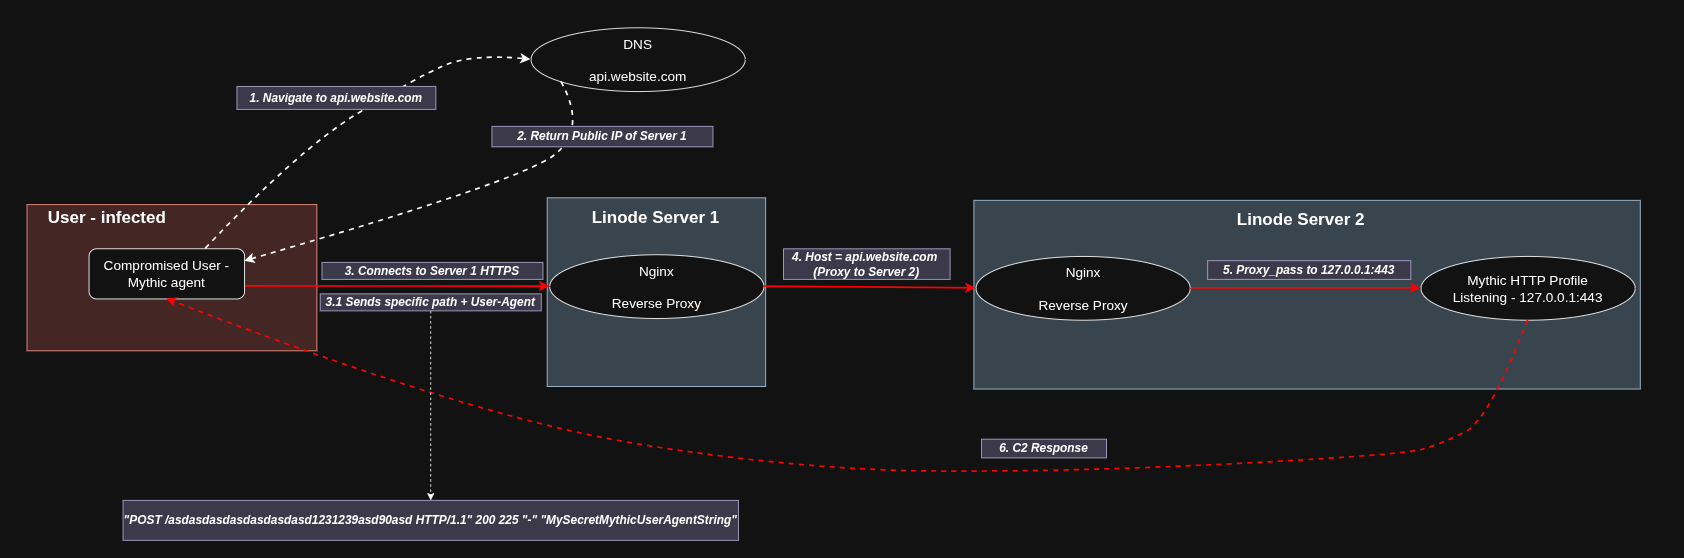 DNS
api.website.com
1. Navigate to api.website.com
2. Return Public IP of Server 1
User - infected
Compromised User -
Mythic agent
3. Connects to Server 1 HTTPS
3.1 Sends specific path + User-Agent
Linode Server 1
Nginx
Reverse Proxy
4. Host = api.website.com
(Proxy to Server 2)
Linode Server 2
Nginx
Reverse Proxy
5. Proxy_pass to 127.0.0.1:443
Mythic HTTP Profile
Listening - 127.0.0.1:443
6. C2 Response
"POST /asdasdasdasdasdasdasd1231239asd90asd HTTP/1.1" 200 225 "-" "MySecretMythicUserAgentString"